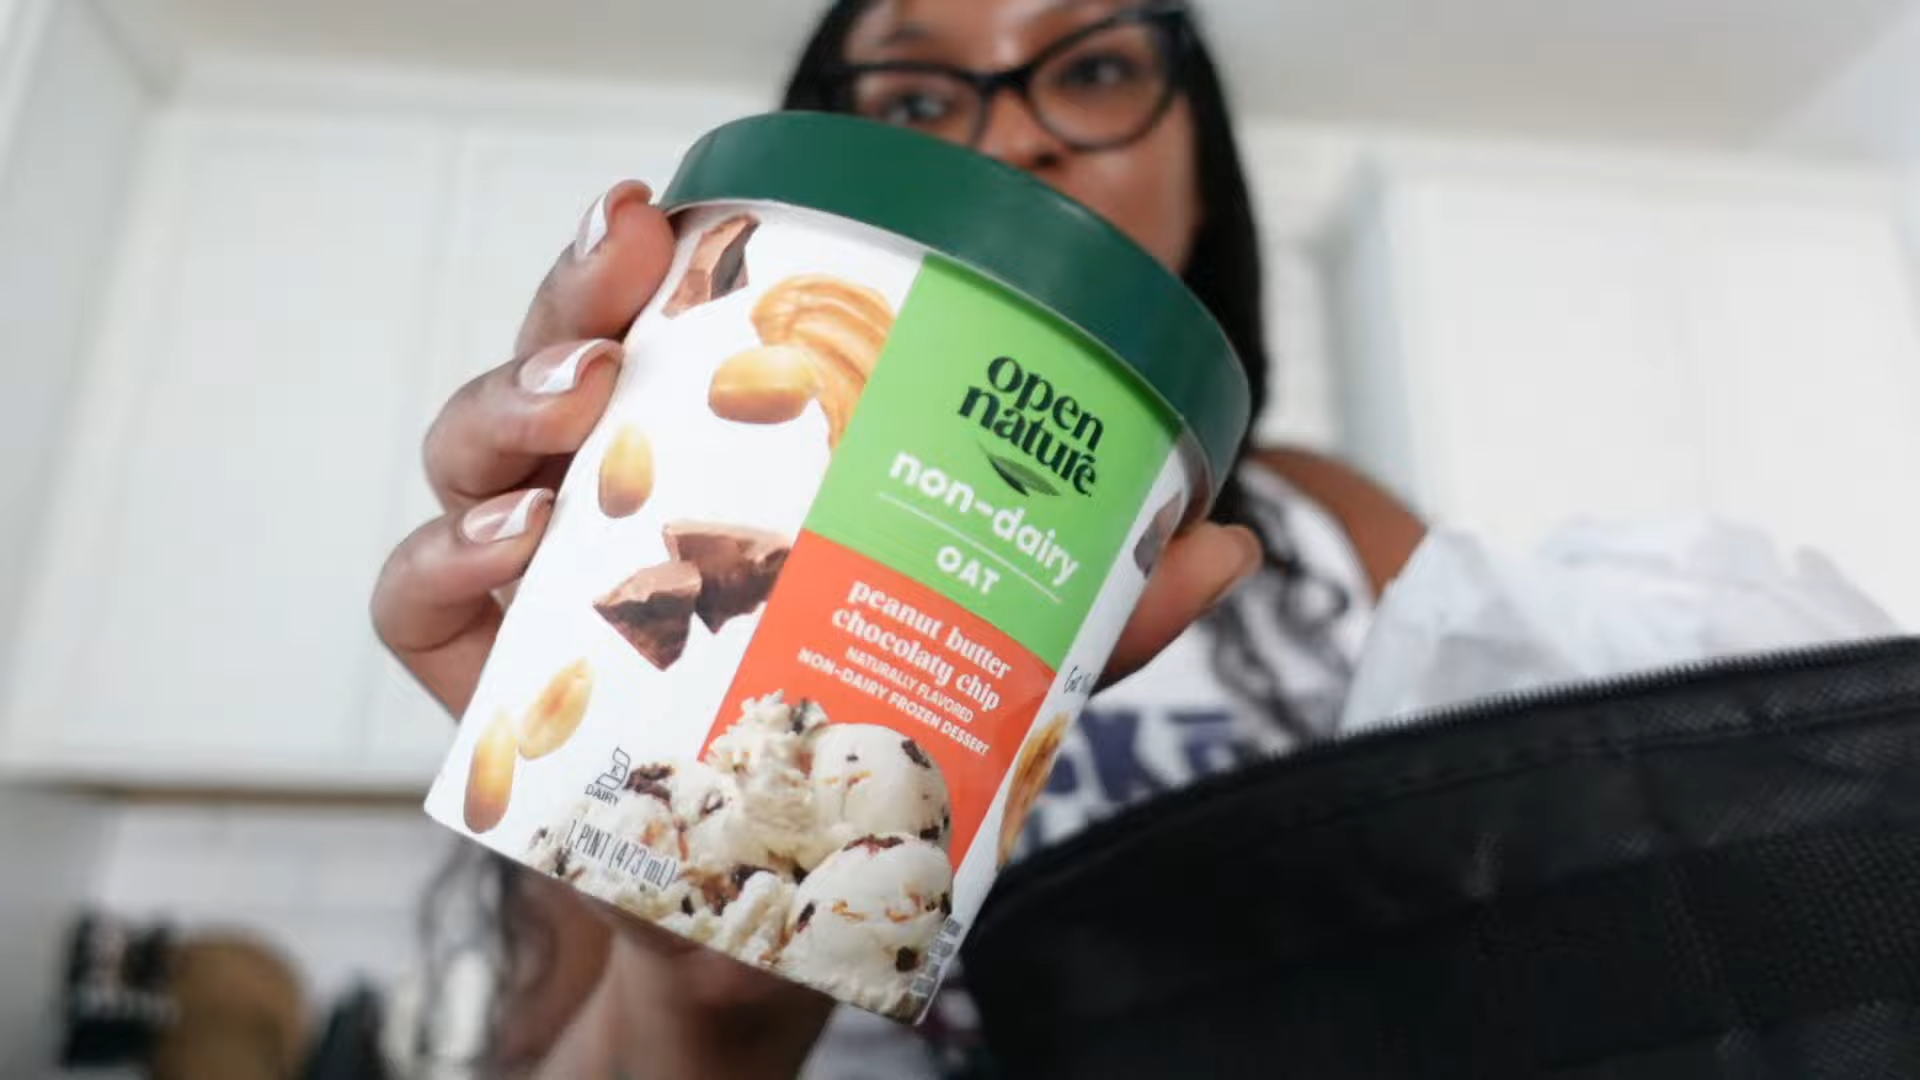 open
nature
non-dairy
OAT
peanut butter
chocolaty chip
NATURALLY FLAVORED
NON-DAIRY FROZEN DESSERT
K
DAIRY
1 PINT (473 mL)